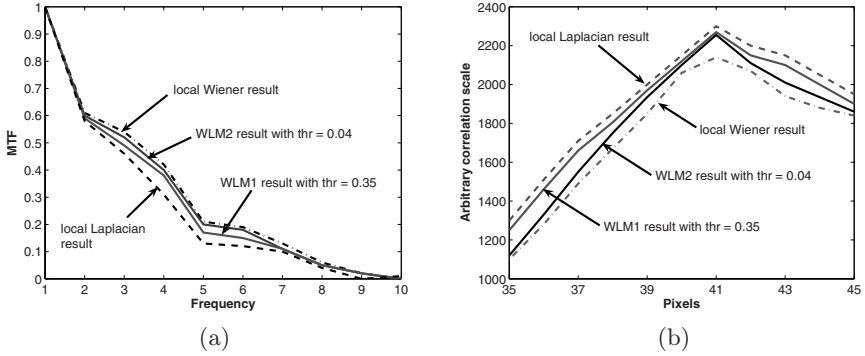 1
0.9
0.8
0.7
0.6
0.5
0.4
0.3
0.2
0.1
0
MTF
local Wiener result
WLM2 result with thr = 0.04
WLM1 result with thr = 0.35
local Laplacian
result
1 2 3 4 5 6 7 8 9 10
Frequency
(a)
2400
2200
2000
1800
1600
1400
1200
1000
Arbitrary correlation scale
local Laplacian result
local Wiener result
WLM2 result with thr = 0.04
WLM1 result with thr = 0.35
35 37 39 41 43 45
Pixels
(b)